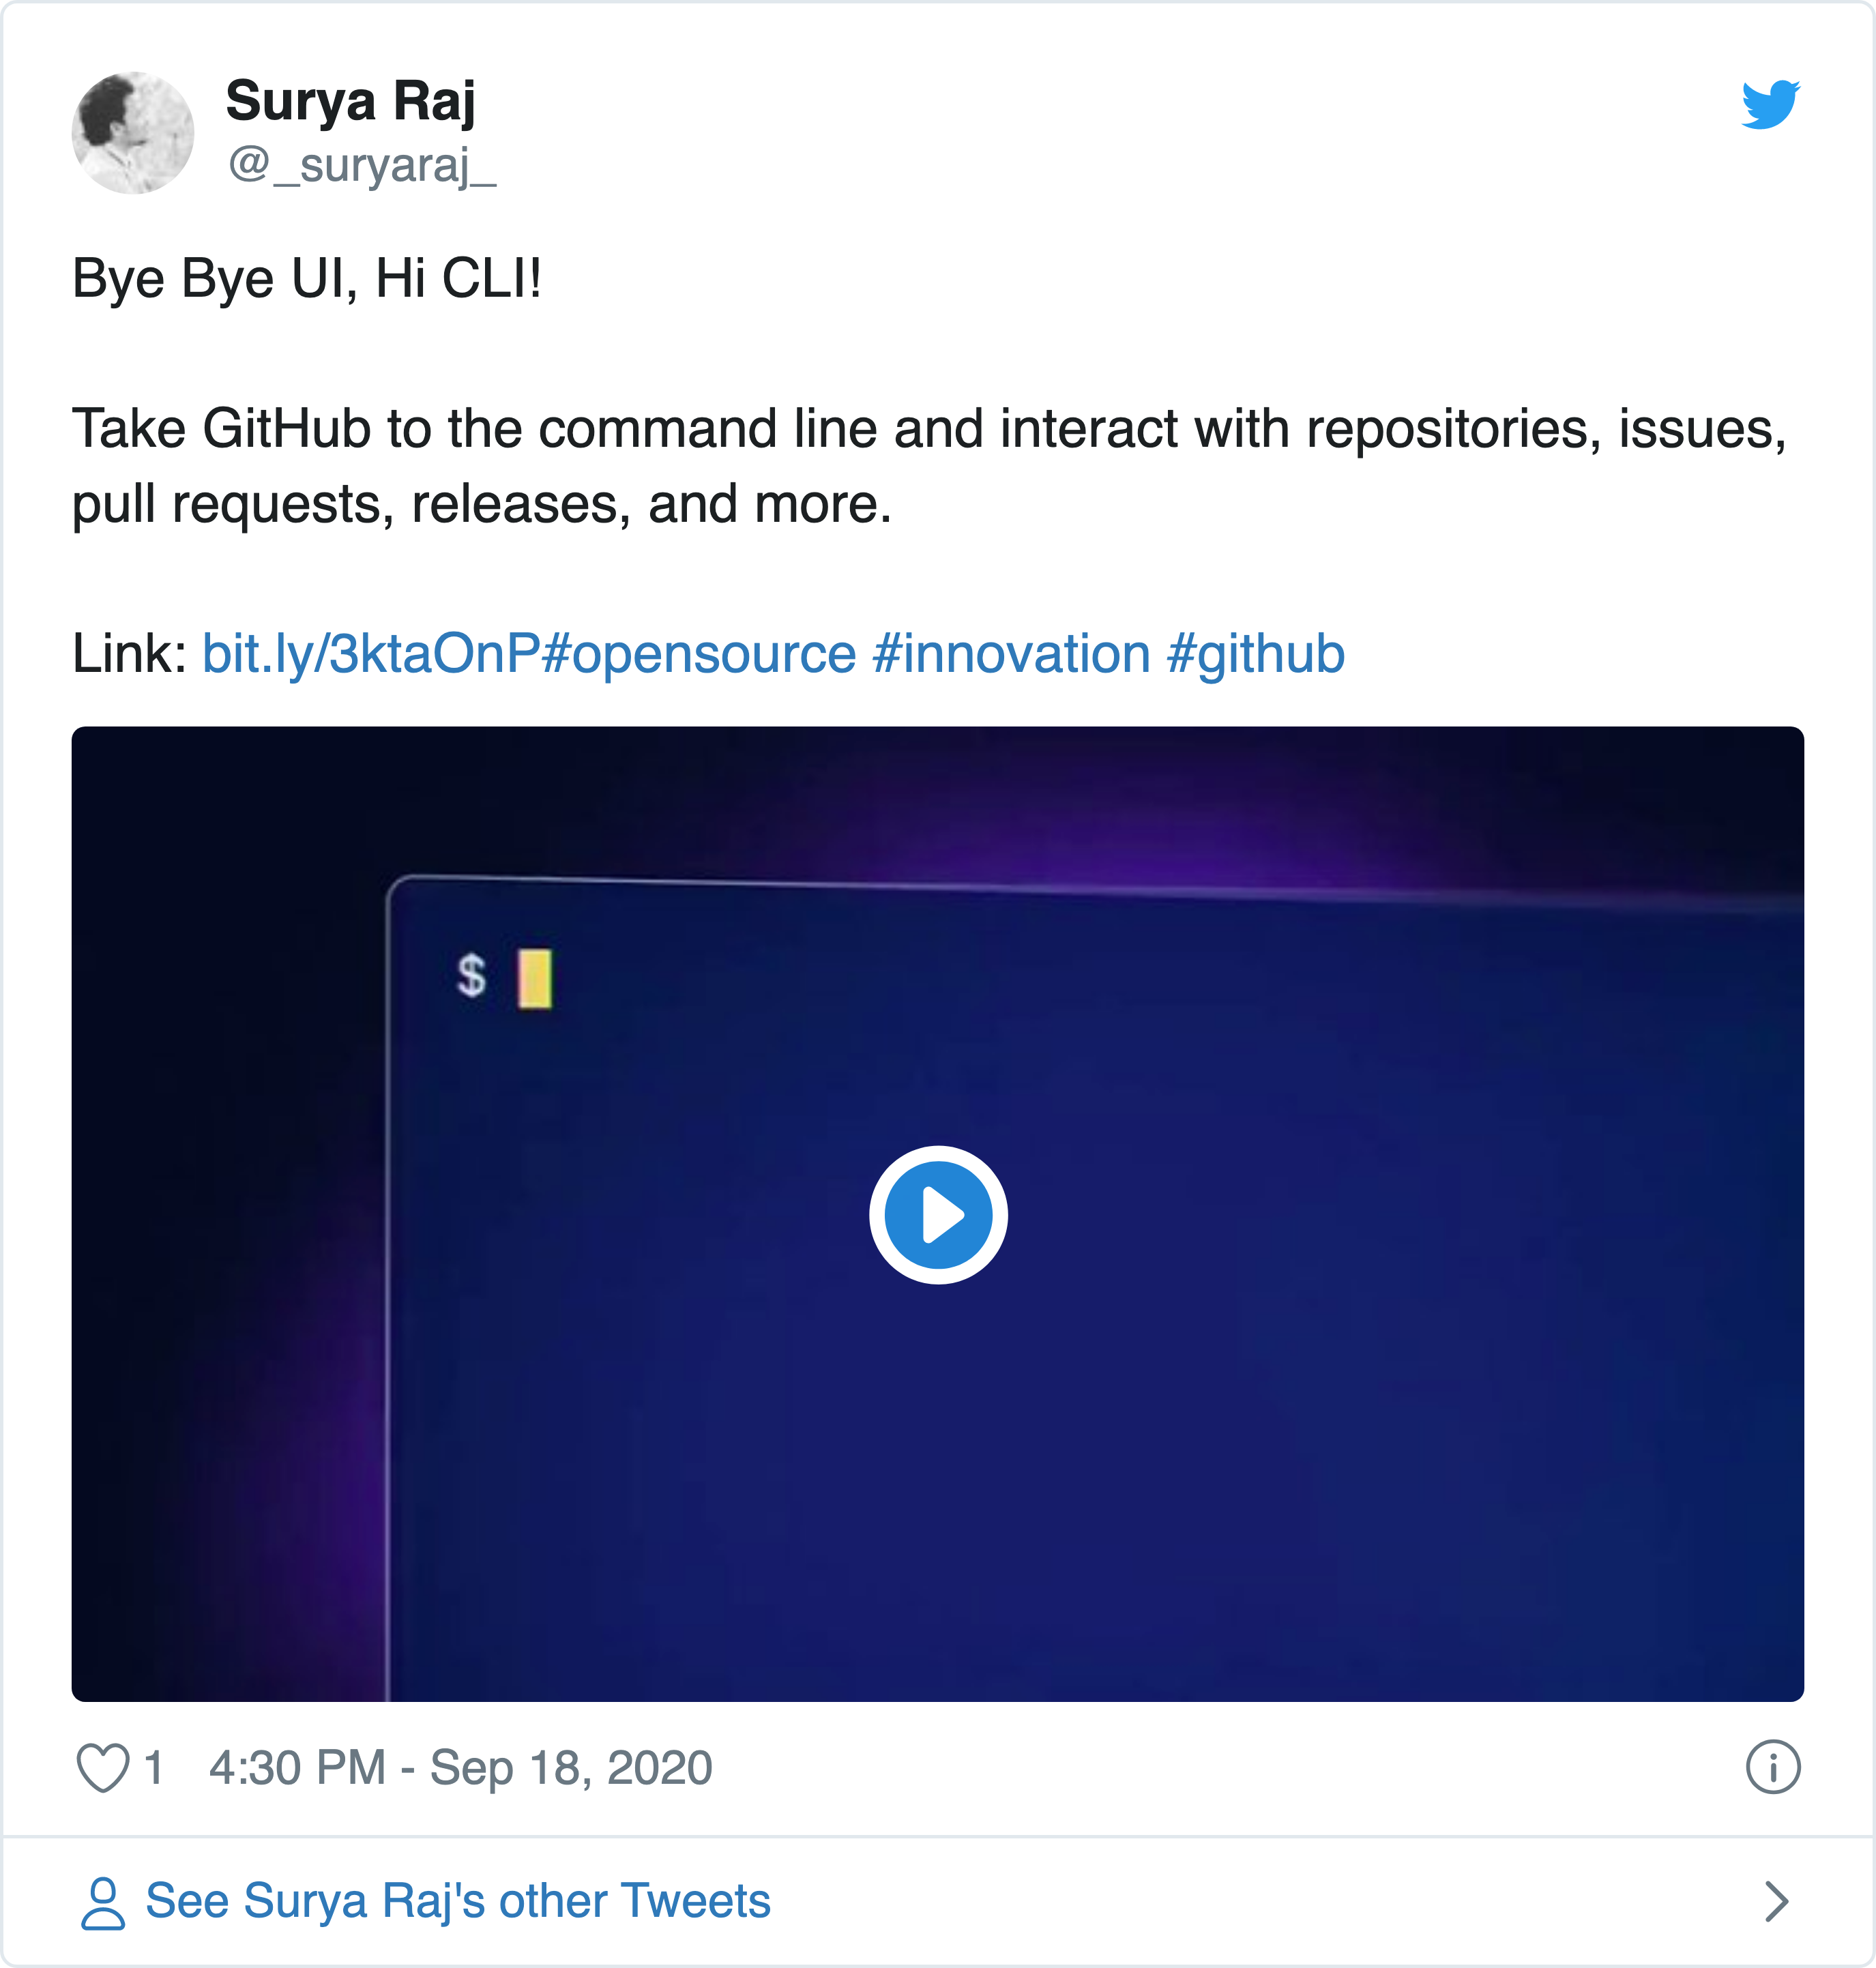 Surya Raj
@_suryaraj_
Bye Bye UI, Hi CLI!
Take GitHub to the command line and interact with repositories, issues,
pull requests, releases, and more.
Link: bit.ly/3ktaOnP#opensource #innovation #github
$
1 4:30 PM - Sep 18, 2020
See Surya Raj's other Tweets